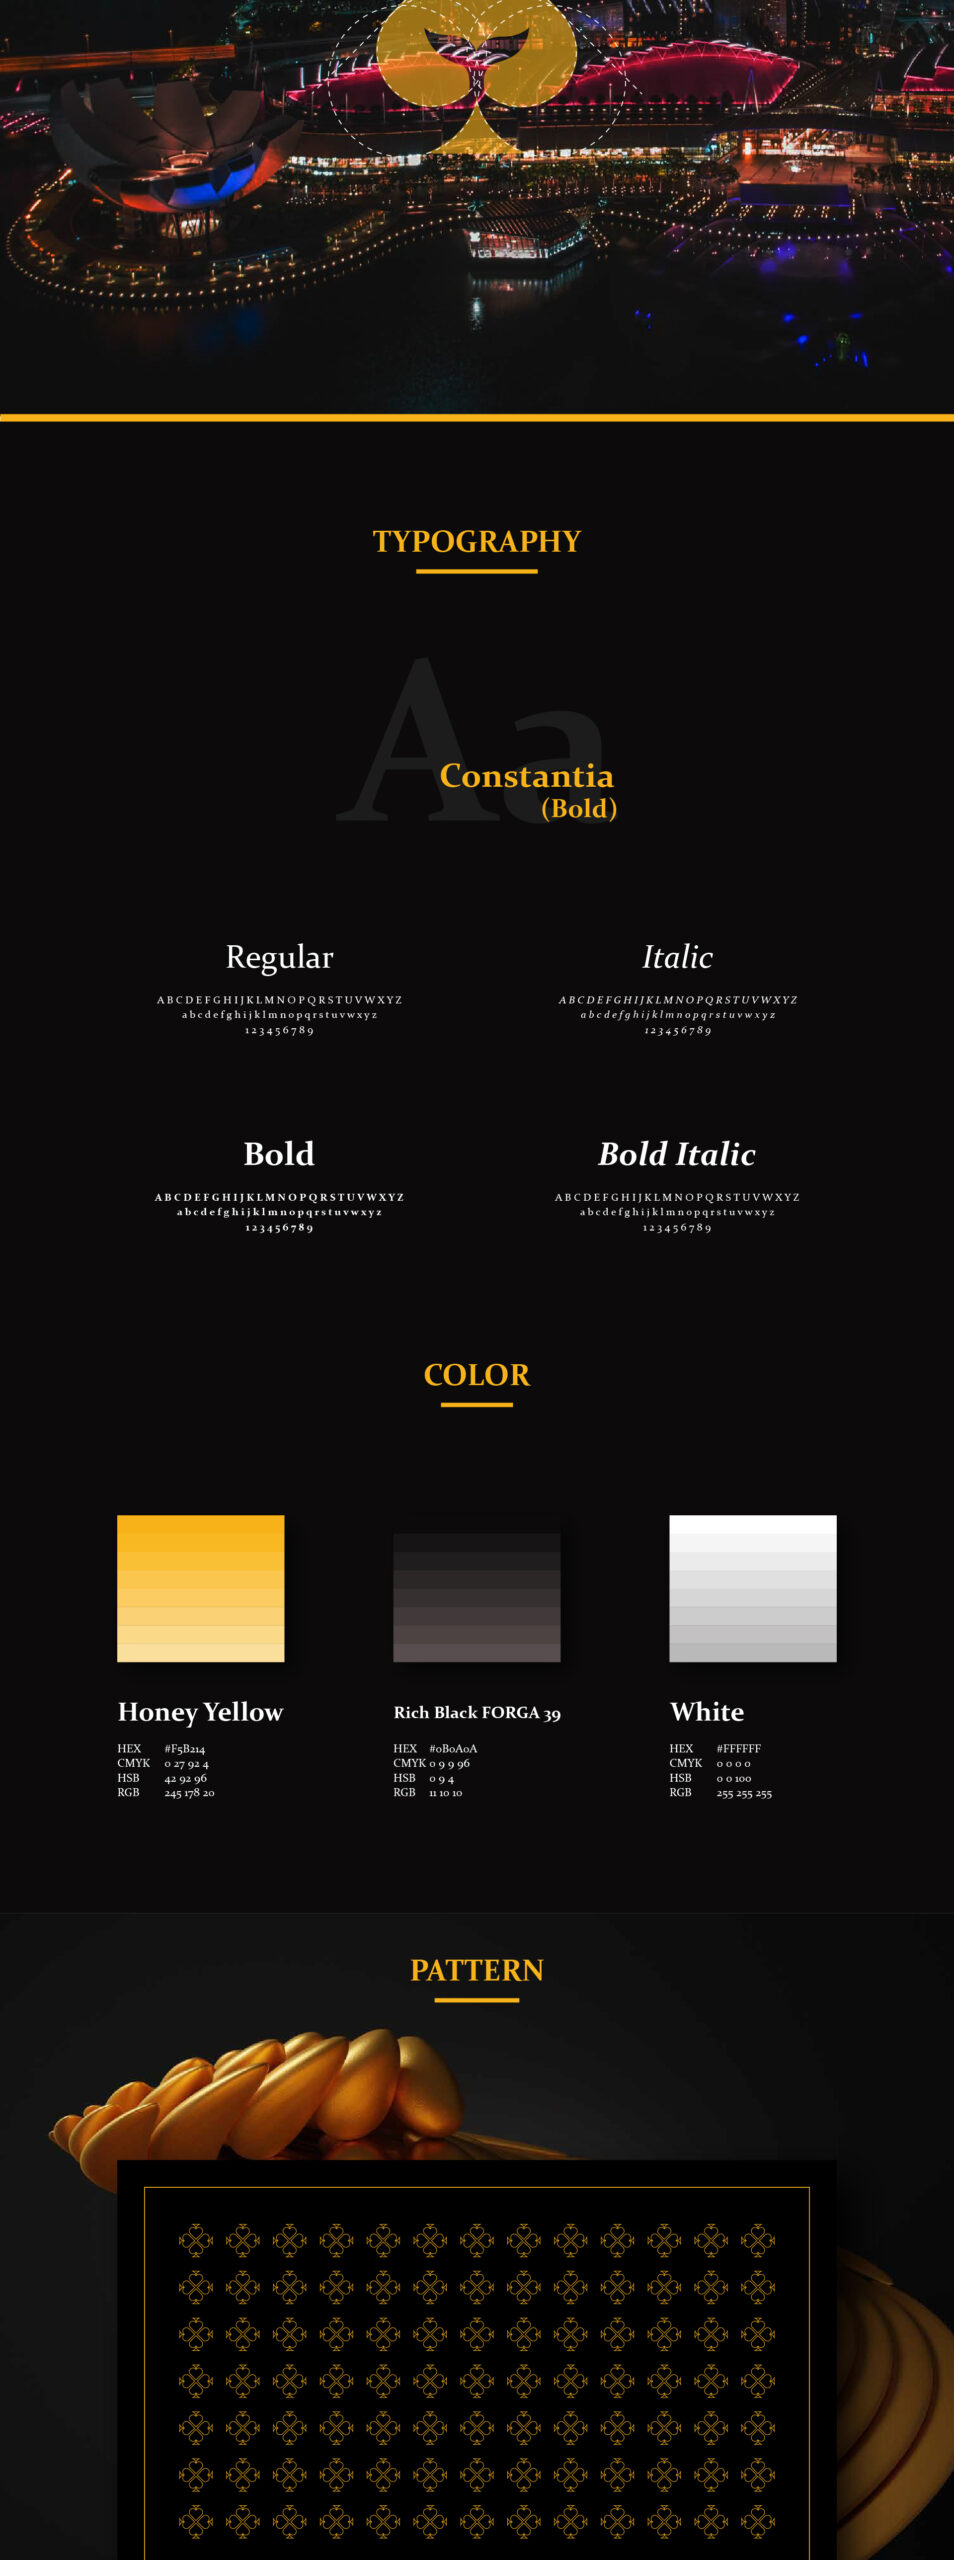 TYPOGRAPHY
Aa
Constantia
(Bold)
Regular
ABCDEFGHIJKLMNOPQRSTUVWXYZ
abcdefghijklmnopqrstuvwxyz
123456789
Italic
ABCDEFGHIJKLMNOPQRSTUVWXYZ
abcdefghijklmnopqrstuvwxyz
123456789
Bold
ABCDEFGHIJKLMNOPQRSTUVWXYZ
abcdefghijklmnopqrstuvwxyz
123456789
Bold Italic
ABCDEFGHIJKLMNOPQRSTUVWXYZ
abcdefghijklmnopqrstuvwxyz
123456789
COLOR
Honey Yellow
HEX #F5B214
CMYK 0 27 92 4
HSB 42 92 96
RGB 245 178 20
Rich Black FORGA 39
HEX #0B0A0A
CMYK 0 9 9 96
HSB 0 9 4
RGB 11 10 10
White
HEX #FFFFFF
CMYK 0 0 0 0
HSB 0 0 100
RGB 255 255 255
PATTERN